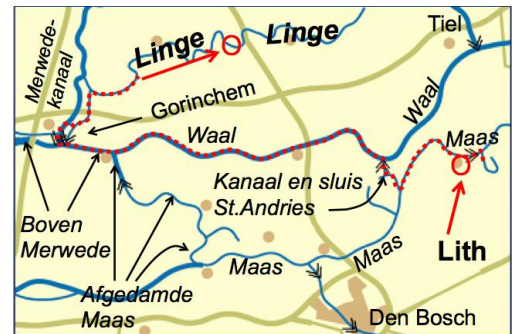 Merwede-
kanaal
Linge
Linge
Tiel
Gorinchem
Waal
Waal
Maas
Kanaal en sluis
St.Andries
Boven
Merwede
Lith
Maas
Maas
Afgedamde
Maas
Den Bosch